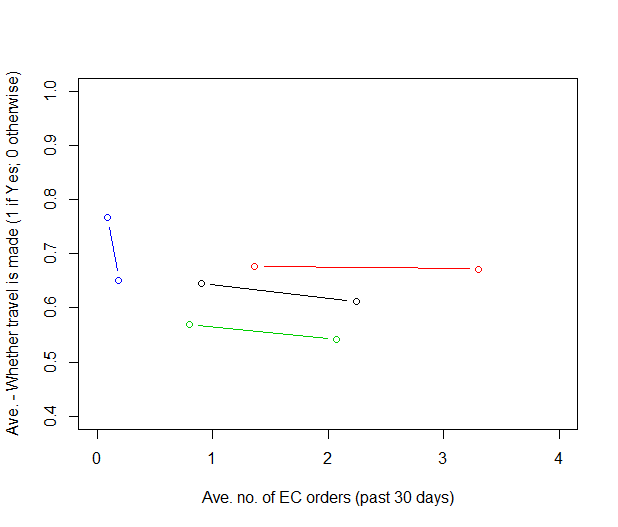 Ave. - Whether travel is made (1 if Yes; 0 otherwise)
1.0
0.9
0.8
0.7
0.6
0.5
0.4
0 1 2 3 4
Ave. no. of EC orders (past 30 days)